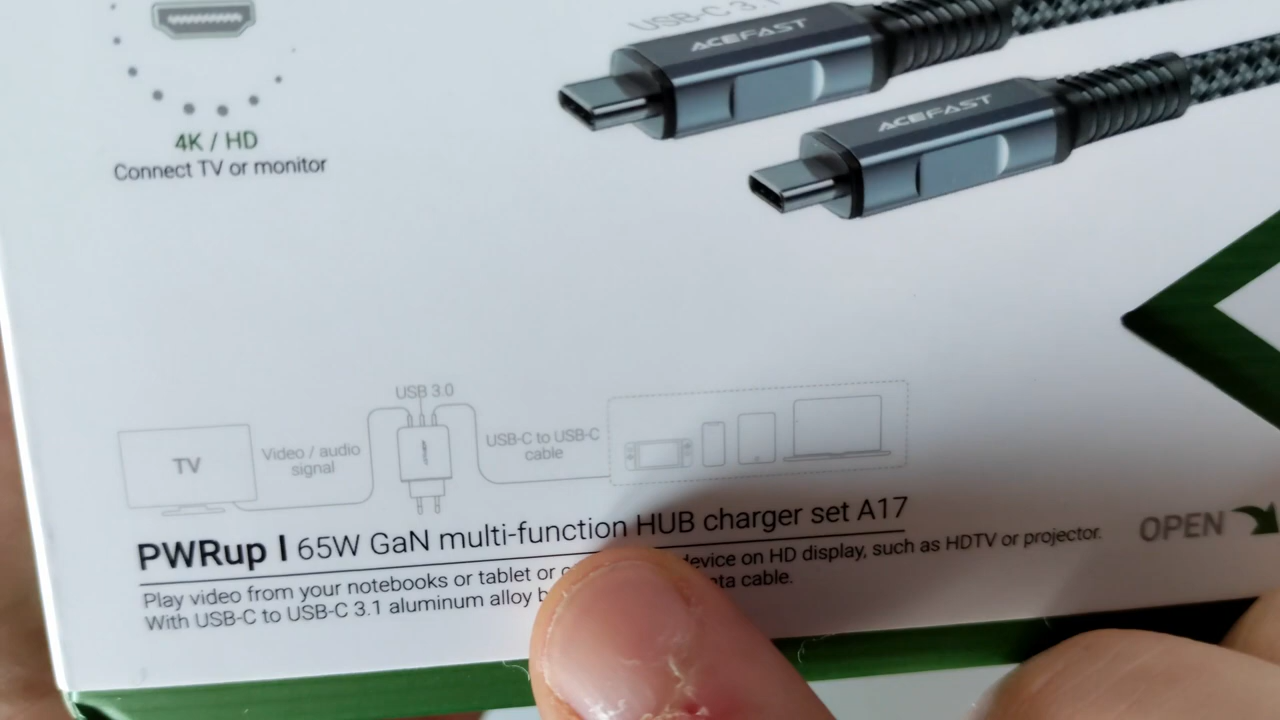 USB-C 3.1
ACEFAST
ACEFAST
4K / HD
Connect TV or monitor
USB 3.0
TV
Video / audio
signal
USB-C to USB-C
cable
PWRup | 65W GaN multi-function HUB charger set A17
Play video from your notebooks or tablet or device on HD display, such as HDTV or projector.
With USB-C to USB-C 3.1 aluminum alloy cable.
OPEN